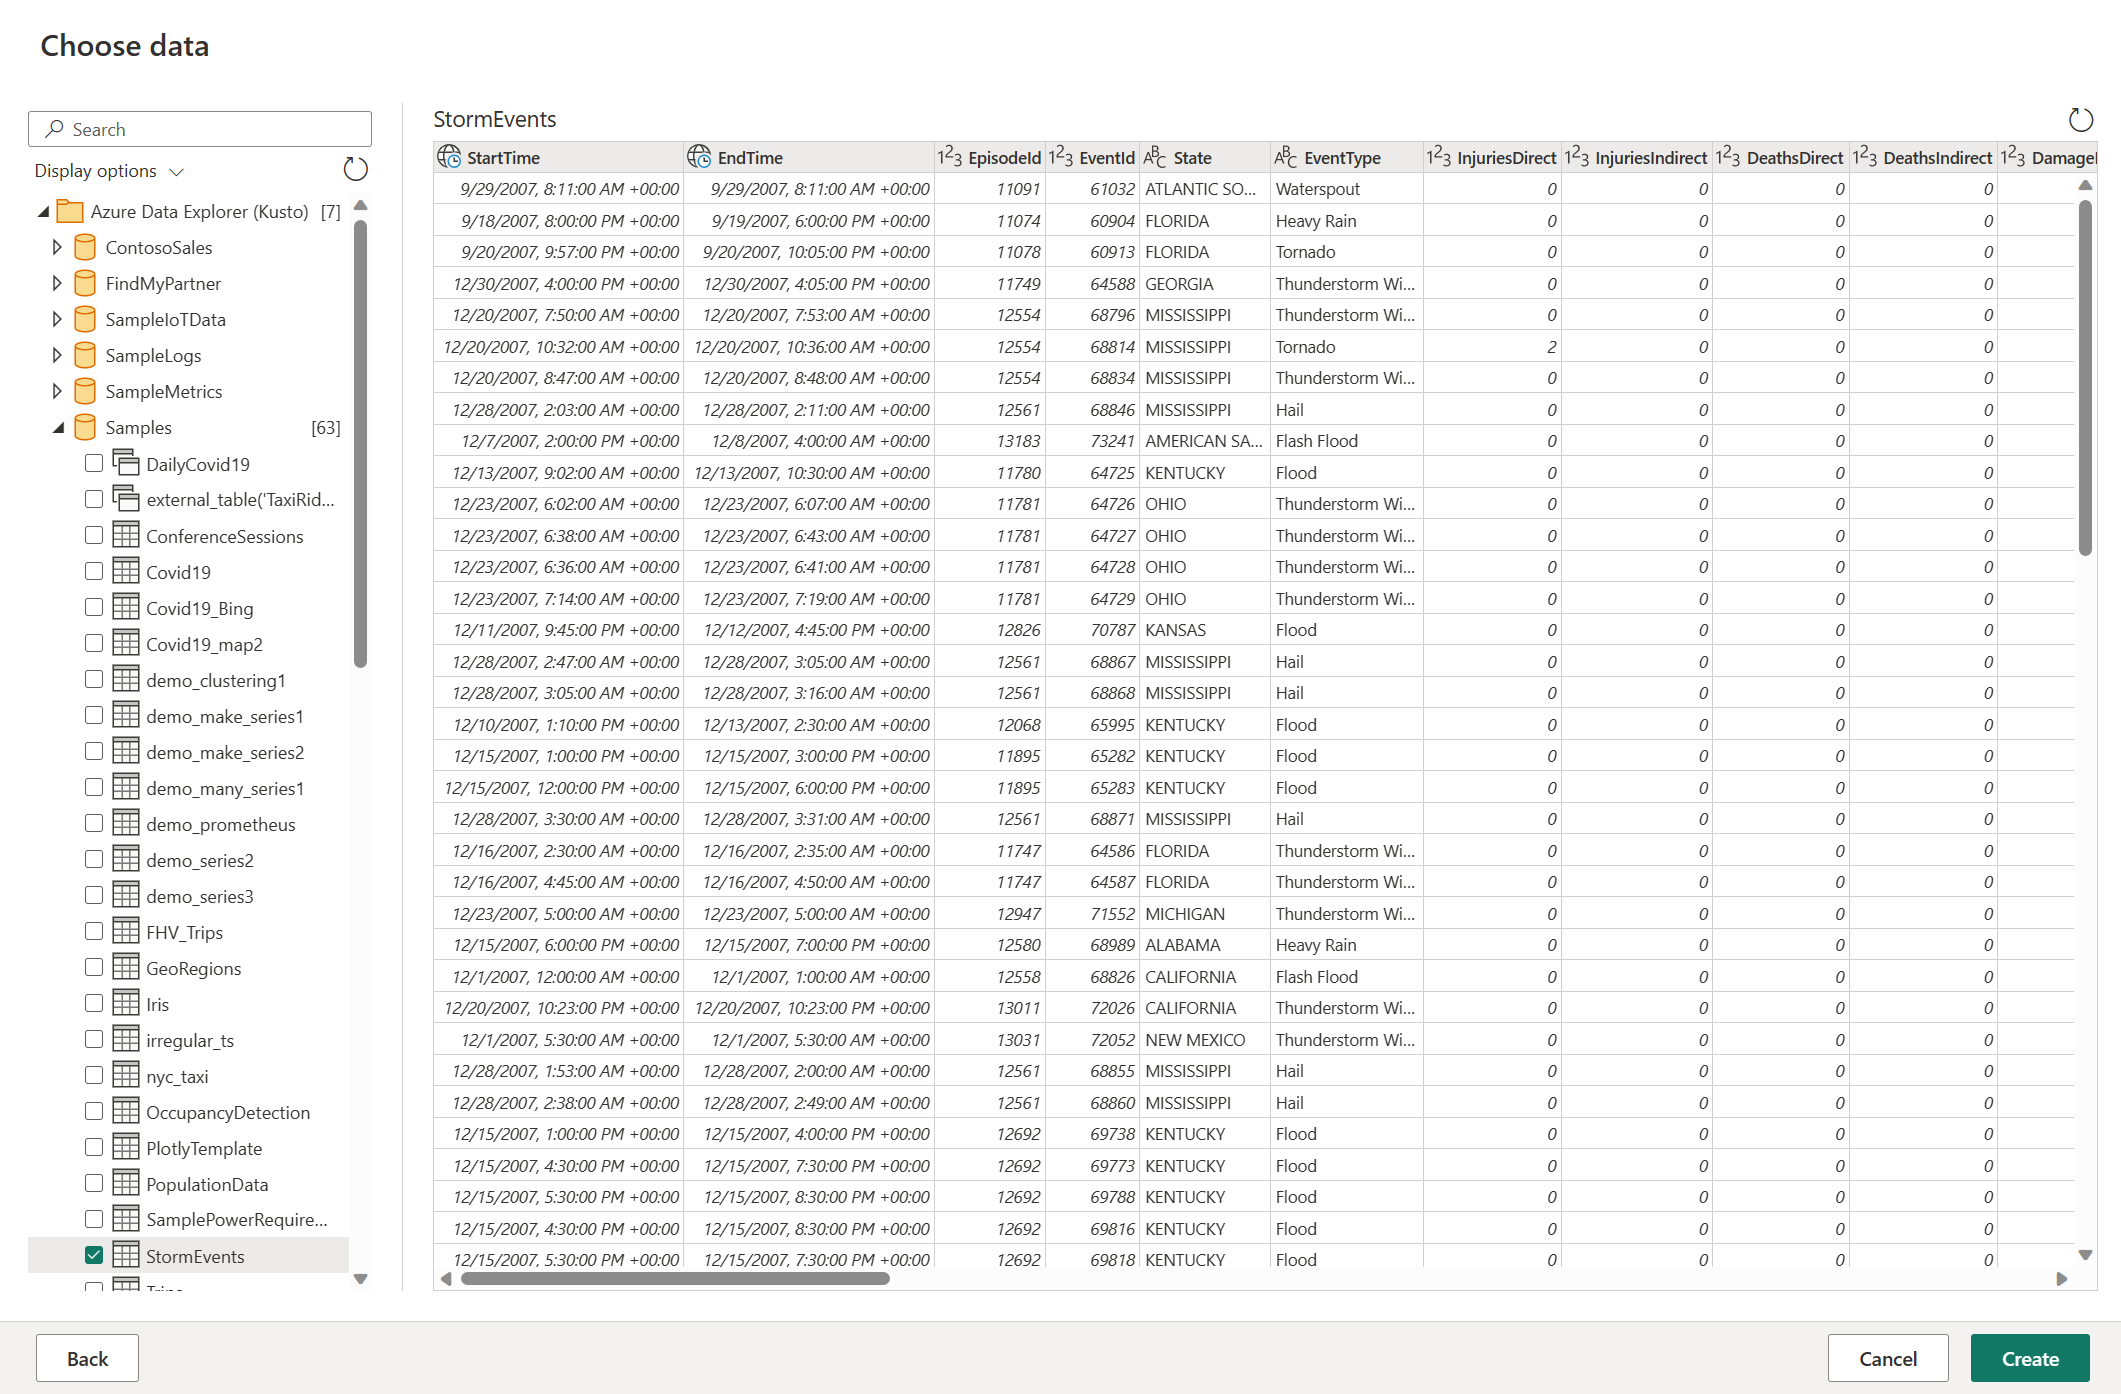 Choose data
Search
Display options
Azure Data Explorer (Kusto) [7]
ContosoSales
FindMyPartner
SampleIoTData
SampleLogs
SampleMetrics
Samples [63]
DailyCovid19
external_table('TaxiRid...
ConferenceSessions
Covid19
Covid19_Bing
Covid19_map2
demo_clustering1
demo_make_series1
demo_make_series2
demo_many_series1
demo_prometheus
demo_series2
demo_series3
FHV_Trips
GeoRegions
Iris
irregular_ts
nyc_taxi
OccupancyDetection
PlotlyTemplate
PopulationData
SamplePowerRequire...
StormEvents
StormEvents
StartTime EndTime 123 EpisodeId 123 EventId ABC State ABC EventType 123 InjuriesDirect 123 InjuriesIndirect 123 DeathsDirect 123 DeathsIndirect 123
9/29/2007, 8:11:00 AM +00:00 9/29/2007, 8:11:00 AM +00:00 11091 61032 ATLANTIC SO... Waterspout 0 0 0 0
9/18/2007, 8:00:00 PM +00:00 9/19/2007, 6:00:00 PM +00:00 11074 60904 FLORIDA Heavy Rain 0 0 0 0
9/20/2007, 9:57:00 PM +00:00 9/20/2007, 10:05:00 PM +00:00 11078 60913 FLORIDA Tornado 0 0 0 0
12/30/2007, 4:00:00 PM +00:00 12/30/2007, 4:05:00 PM +00:00 11749 64588 GEORGIA Thunderstorm Wi... 0 0 0 0
12/20/2007, 7:50:00 AM +00:00 12/20/2007, 7:53:00 AM +00:00 12554 68796 MISSISSIPPI Thunderstorm Wi... 0 0 0 0
12/20/2007, 10:32:00 AM +00:00 12/20/2007, 10:36:00 AM +00:00 12554 68814 MISSISSIPPI Tornado 2 0 0 0
12/20/2007, 8:47:00 AM +00:00 12/20/2007, 8:48:00 AM +00:00 12554 68834 MISSISSIPPI Thunderstorm Wi... 0 0 0 0
12/28/2007, 2:03:00 AM +00:00 12/28/2007, 2:11:00 AM +00:00 12561 68846 MISSISSIPPI Hail 0 0 0 0
12/7/2007, 2:00:00 PM +00:00 12/8/2007, 4:00:00 AM +00:00 13183 73241 AMERICAN SA... Flash Flood 0 0 0 0
12/13/2007, 9:02:00 AM +00:00 12/13/2007, 10:30:00 AM +00:00 11780 64725 KENTUCKY Flood 0 0 0 0
12/23/2007, 6:02:00 AM +00:00 12/23/2007, 6:07:00 AM +00:00 11781 64726 OHIO Thunderstorm Wi... 0 0 0 0
12/23/2007, 6:38:00 AM +00:00 12/23/2007, 6:43:00 AM +00:00 11781 64727 OHIO Thunderstorm Wi... 0 0 0 0
12/23/2007, 6:36:00 AM +00:00 12/23/2007, 6:41:00 AM +00:00 11781 64728 OHIO Thunderstorm Wi... 0 0 0 0
12/23/2007, 7:14:00 AM +00:00 12/23/2007, 7:19:00 AM +00:00 11781 64729 OHIO Thunderstorm Wi... 0 0 0 0
12/11/2007, 9:45:00 PM +00:00 12/12/2007, 4:45:00 PM +00:00 12826 70787 KANSAS Flood 0 0 0 0
12/28/2007, 2:47:00 AM +00:00 12/28/2007, 3:05:00 AM +00:00 12561 68867 MISSISSIPPI Hail 0 0 0 0
12/28/2007, 3:05:00 AM +00:00 12/28/2007, 3:16:00 AM +00:00 12561 68868 MISSISSIPPI Hail 0 0 0 0
12/10/2007, 1:10:00 PM +00:00 12/13/2007, 2:30:00 AM +00:00 12068 65995 KENTUCKY Flood 0 0 0 0
12/15/2007, 1:00:00 PM +00:00 12/15/2007, 3:00:00 PM +00:00 11895 65282 KENTUCKY Flood 0 0 0 0
12/15/2007, 12:00:00 PM +00:00 12/15/2007, 6:00:00 PM +00:00 11895 65283 KENTUCKY Flood 0 0 0 0
12/28/2007, 3:30:00 AM +00:00 12/28/2007, 3:31:00 AM +00:00 12561 68871 MISSISSIPPI Hail 0 0 0 0
12/16/2007, 2:30:00 AM +00:00 12/16/2007, 2:35:00 AM +00:00 11747 64586 FLORIDA Thunderstorm Wi... 0 0 0 0
12/16/2007, 4:45:00 AM +00:00 12/16/2007, 4:50:00 AM +00:00 11747 64587 FLORIDA Thunderstorm Wi... 0 0 0 0
12/23/2007, 5:00:00 AM +00:00 12/23/2007, 5:00:00 AM +00:00 12947 71552 MICHIGAN Thunderstorm Wi... 0 0 0 0
12/15/2007, 6:00:00 PM +00:00 12/15/2007, 7:00:00 PM +00:00 12580 68989 ALABAMA Heavy Rain 0 0 0 0
12/1/2007, 12:00:00 AM +00:00 12/1/2007, 1:00:00 AM +00:00 12558 68826 CALIFORNIA Flash Flood 0 0 0 0
12/20/2007, 10:23:00 PM +00:00 12/20/2007, 10:23:00 PM +00:00 13011 72026 CALIFORNIA Thunderstorm Wi... 0 0 0 0
12/1/2007, 5:30:00 AM +00:00 12/1/2007, 5:30:00 AM +00:00 13031 72052 NEW MEXICO Thunderstorm Wi... 0 0 0 0
12/28/2007, 1:53:00 AM +00:00 12/28/2007, 2:00:00 AM +00:00 12561 68855 MISSISSIPPI Hail 0 0 0 0
12/28/2007, 2:38:00 AM +00:00 12/28/2007, 2:49:00 AM +00:00 12561 68860 MISSISSIPPI Hail 0 0 0 0
12/15/2007, 1:00:00 PM +00:00 12/15/2007, 4:00:00 PM +00:00 12692 69738 KENTUCKY Flood 0 0 0 0
12/15/2007, 4:30:00 PM +00:00 12/15/2007, 7:30:00 PM +00:00 12692 69773 KENTUCKY Flood 0 0 0 0
12/15/2007, 5:30:00 PM +00:00 12/15/2007, 8:30:00 PM +00:00 12692 69788 KENTUCKY Flood 0 0 0 0
12/15/2007, 4:30:00 PM +00:00 12/15/2007, 8:30:00 PM +00:00 12692 69816 KENTUCKY Flood 0 0 0 0
12/15/2007, 5:30:00 PM +00:00 12/15/2007, 7:30:00 PM +00:00 12692 69818 KENTUCKY Flood 0 0 0 0
Back
Cancel
Create